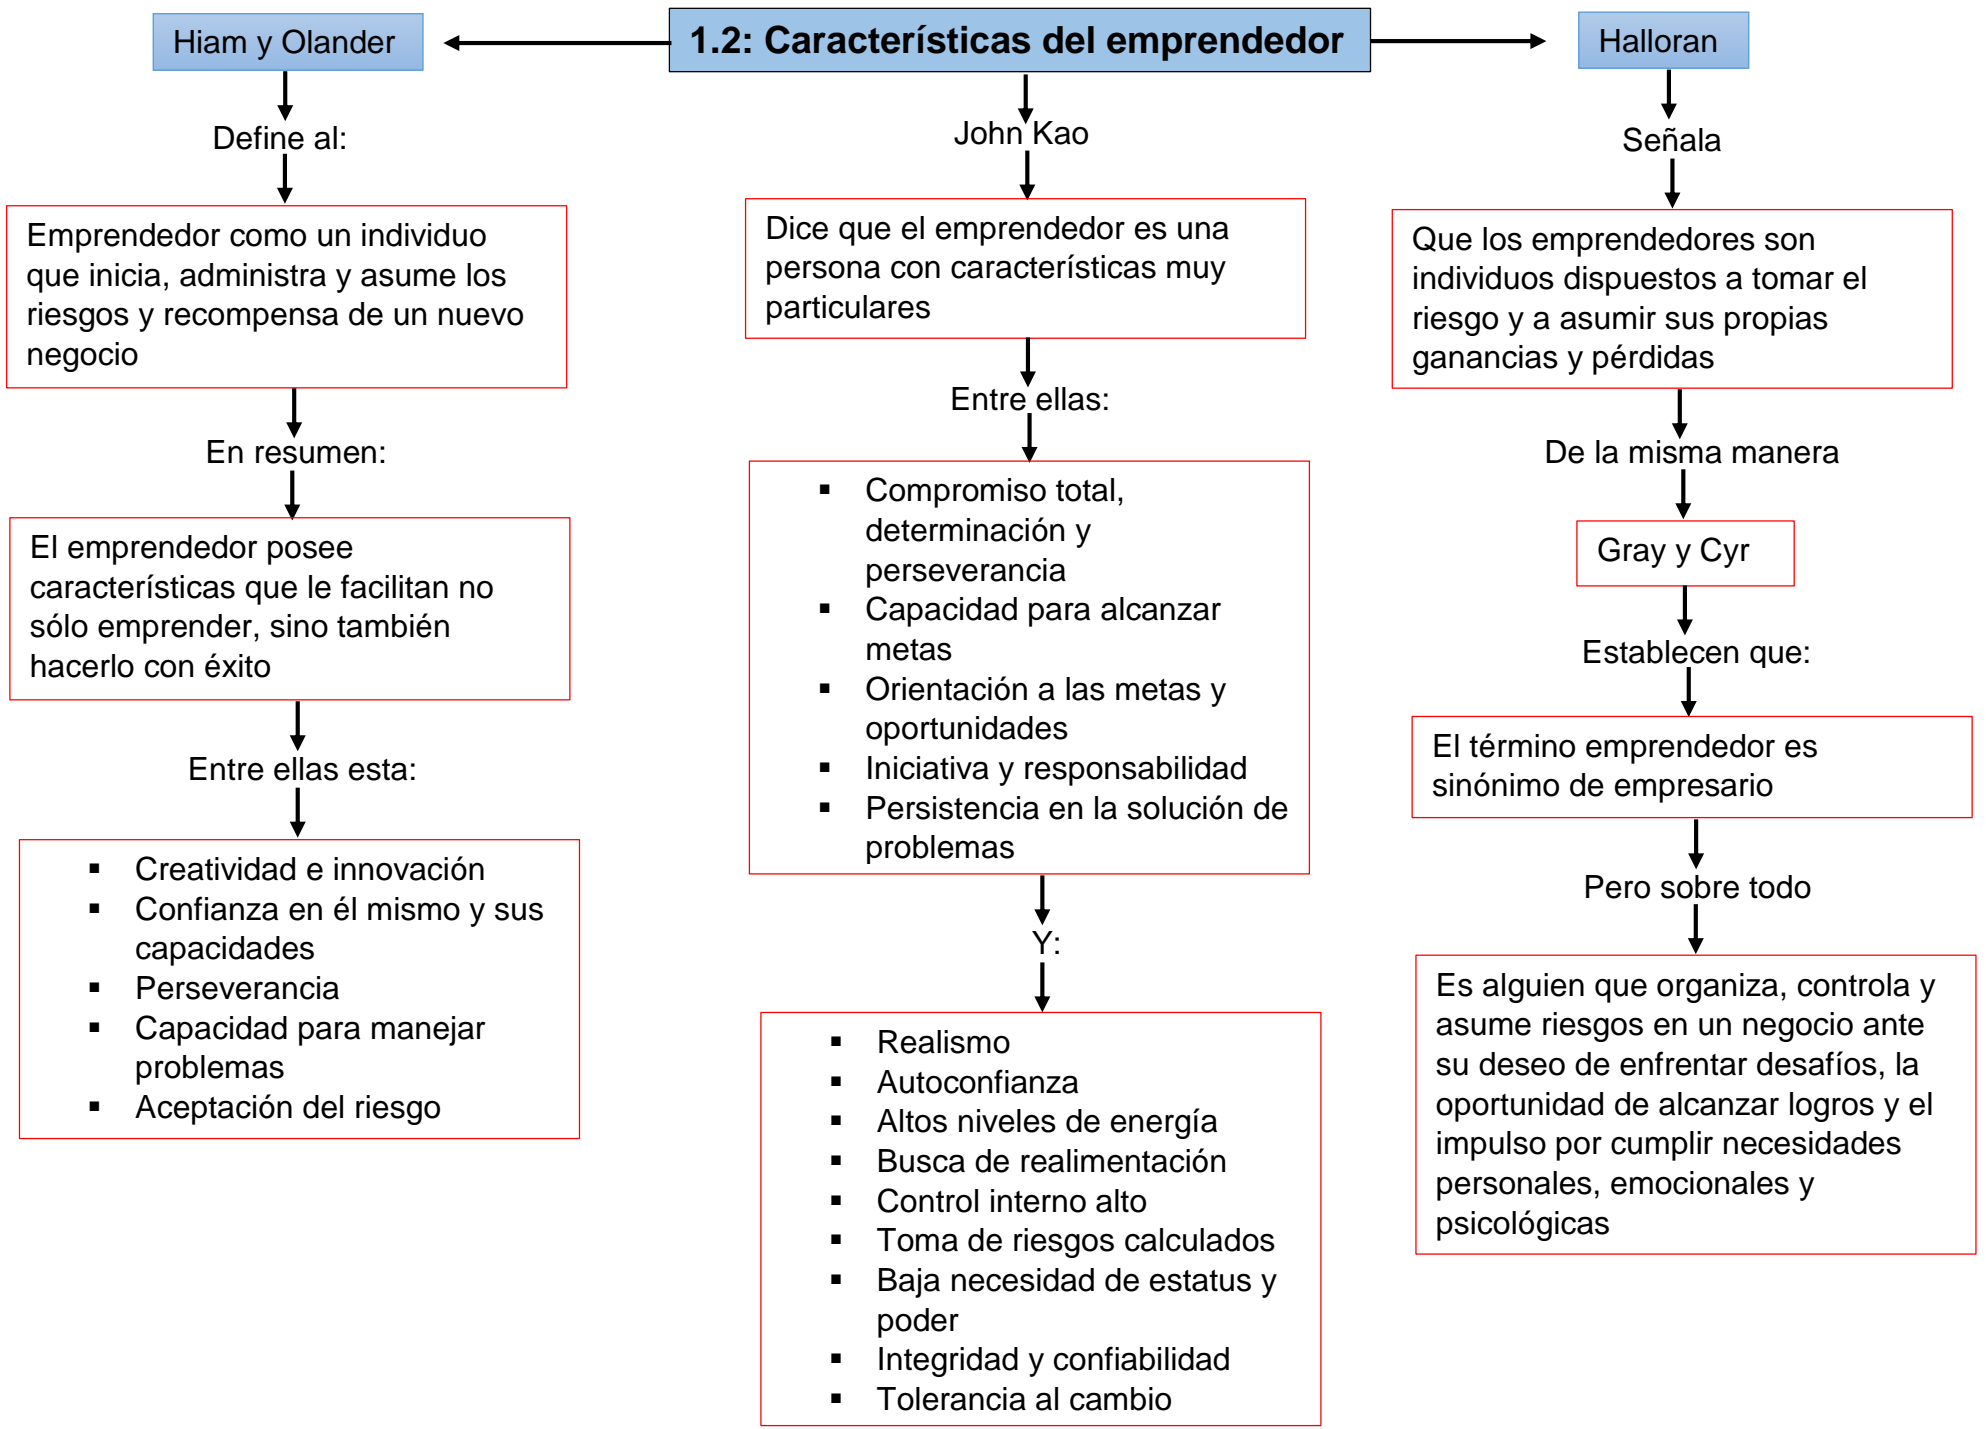 1.2: Características del emprendedor
Hiam y Olander
Define al:
Emprendedor como un individuo
que inicia, administra y asume los
riesgos y recompensa de un nuevo
negocio
En resumen:
El emprendedor posee
características que le facilitan no
sólo emprender, sino también
hacerlo con éxito
Entre ellas esta:
▪ Creatividad e innovación
▪ Confianza en él mismo y sus
capacidades
▪ Perseverancia
▪ Capacidad para manejar
problemas
▪ Aceptación del riesgo
John Kao
Dice que el emprendedor es una
persona con características muy
particulares
Entre ellas:
▪ Compromiso total,
determinación y
perseverancia
▪ Capacidad para alcanzar
metas
▪ Orientación a las metas y
oportunidades
▪ Iniciativa y responsabilidad
▪ Persistencia en la solución de
problemas
Y:
▪ Realismo
▪ Autoconfianza
▪ Altos niveles de energía
▪ Busca de realimentación
▪ Control interno alto
▪ Toma de riesgos calculados
▪ Baja necesidad de estatus y
poder
▪ Integridad y confiabilidad
▪ Tolerancia al cambio
Halloran
Señala
Que los emprendedores son
individuos dispuestos a tomar el
riesgo y a asumir sus propias
ganancias y pérdidas
De la misma manera
Gray y Cyr
Establecen que:
El término emprendedor es
sinónimo de empresario
Pero sobre todo
Es alguien que organiza, controla y
asume riesgos en un negocio ante
su deseo de enfrentar desafíos, la
oportunidad de alcanzar logros y el
impulso por cumplir necesidades
personales, emocionales y
psicológicas